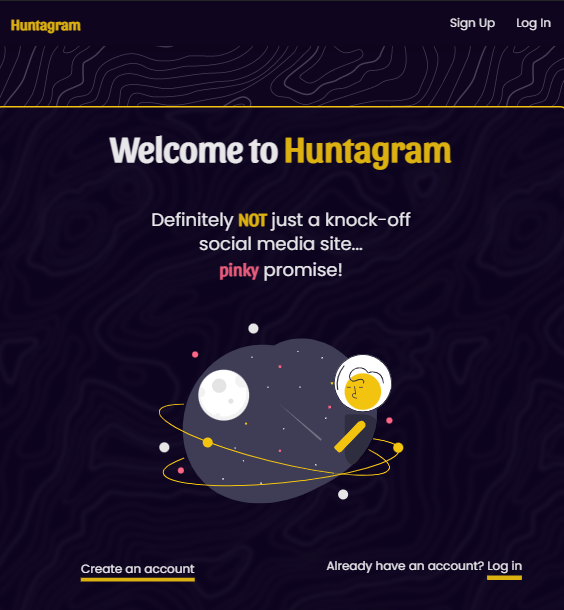 Huntagram
Sign Up
Log In
Welcome to Huntagram
Definitely NOT just a knock-off
social media site...
pinky promise!
Create an account
Already have an account? Log in